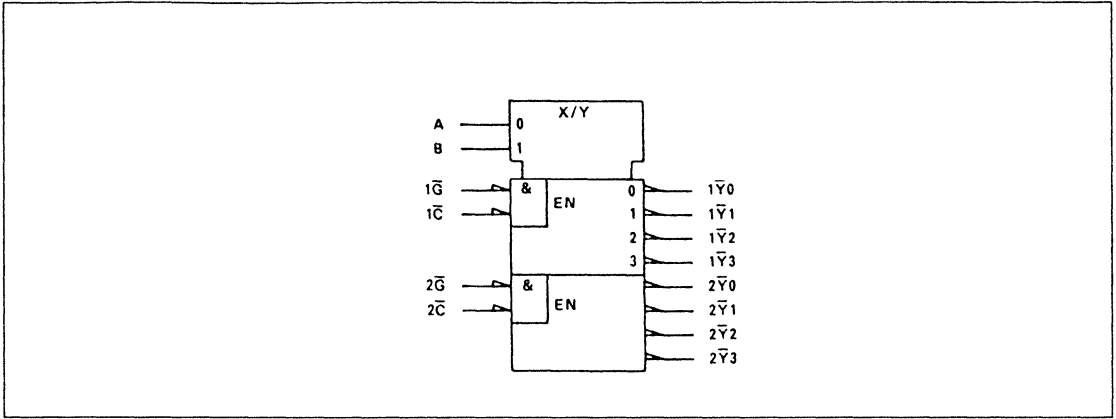 X/Y
A 0
B 1
1G̅ & 0 1Y̅0
EN
1C̅ 1 1Y̅1
2 1Y̅2
3 1Y̅3
2G̅ & 2Y̅0
EN
2C̅ 2Y̅1
2Y̅2
2Y̅3